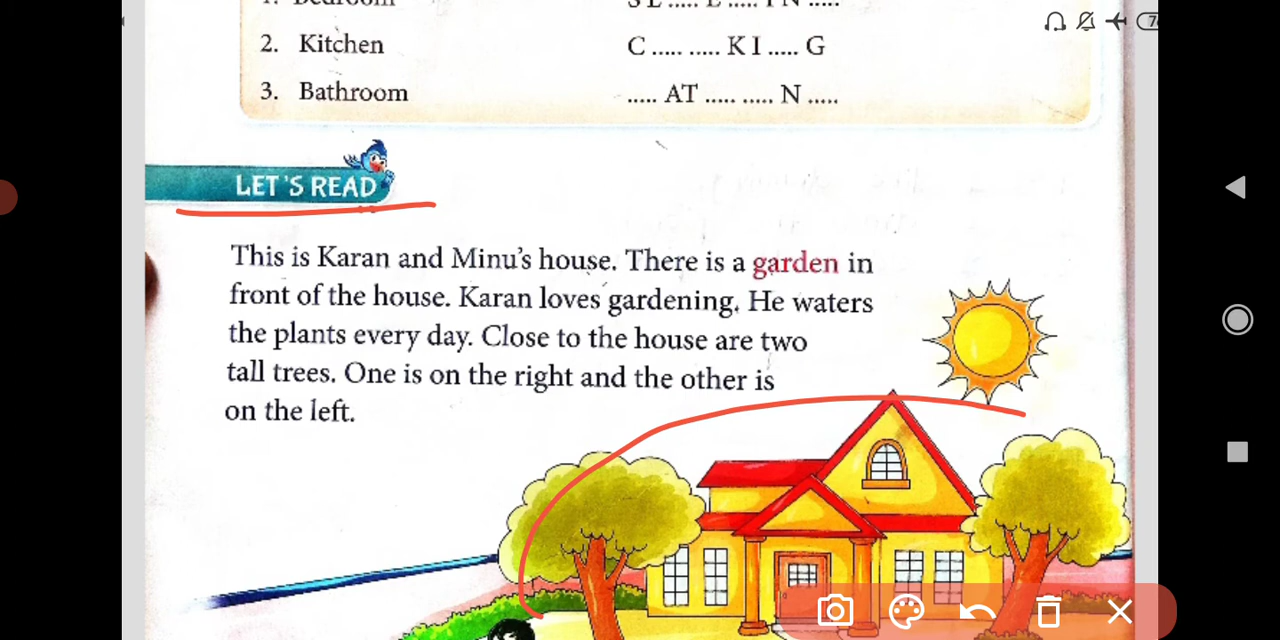 2. Kitchen C ..... ..... K I ..... G
3. Bathroom ..... AT ..... ..... N .....
LET'S READ
This is Karan and Minu's house. There is a garden in
front of the house. Karan loves gardening. He waters
the plants every day. Close to the house are two
tall trees. One is on the right and the other is
on the left.